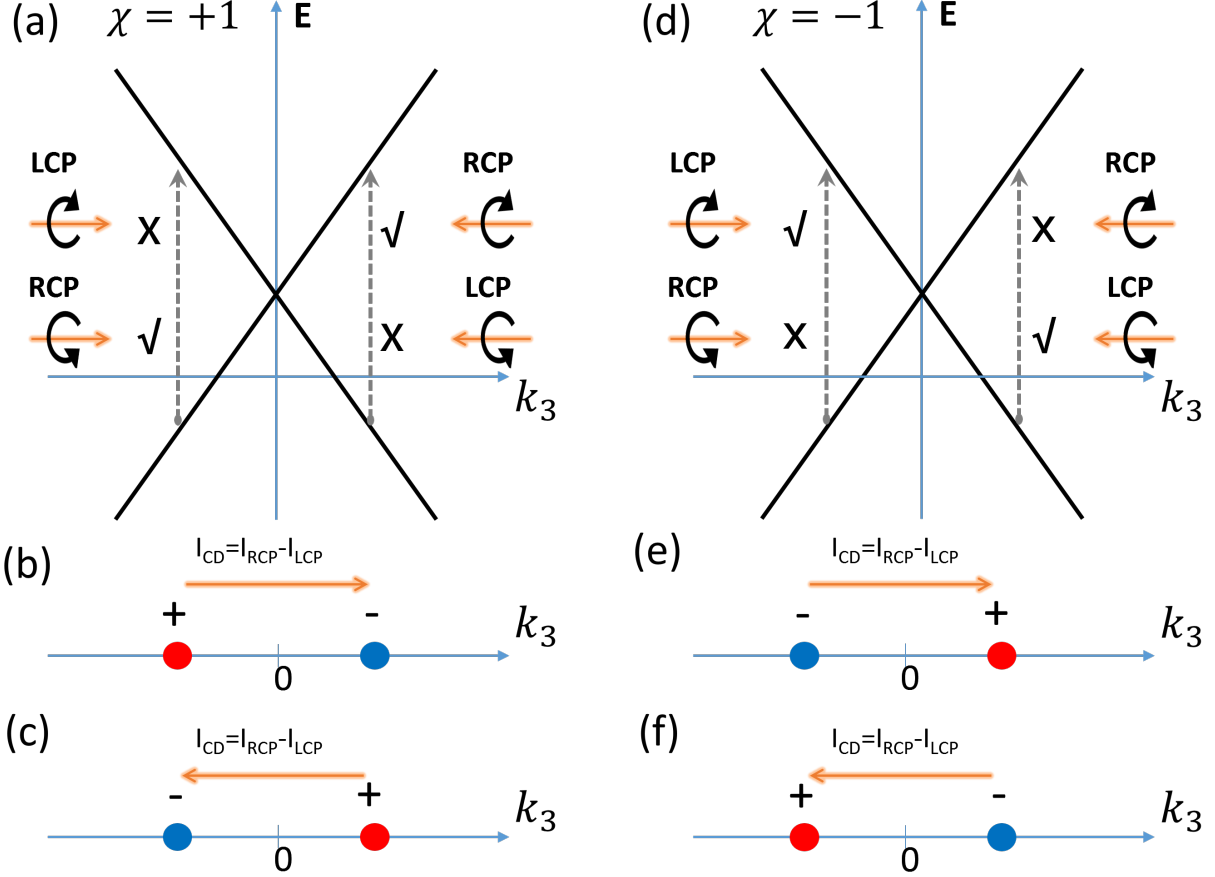 (a) χ = +1 E
LCP RCP
X √
RCP LCP
√ X
k₃
(b) I_CD=I_RCP-I_LCP
+ -
k₃
0
(c) I_CD=I_RCP-I_LCP
- +
k₃
0
(d) χ = −1 E
LCP RCP
√ X
RCP LCP
X √
k₃
(e) I_CD=I_RCP-I_LCP
- +
k₃
0
(f) I_CD=I_RCP-I_LCP
+ -
k₃
0